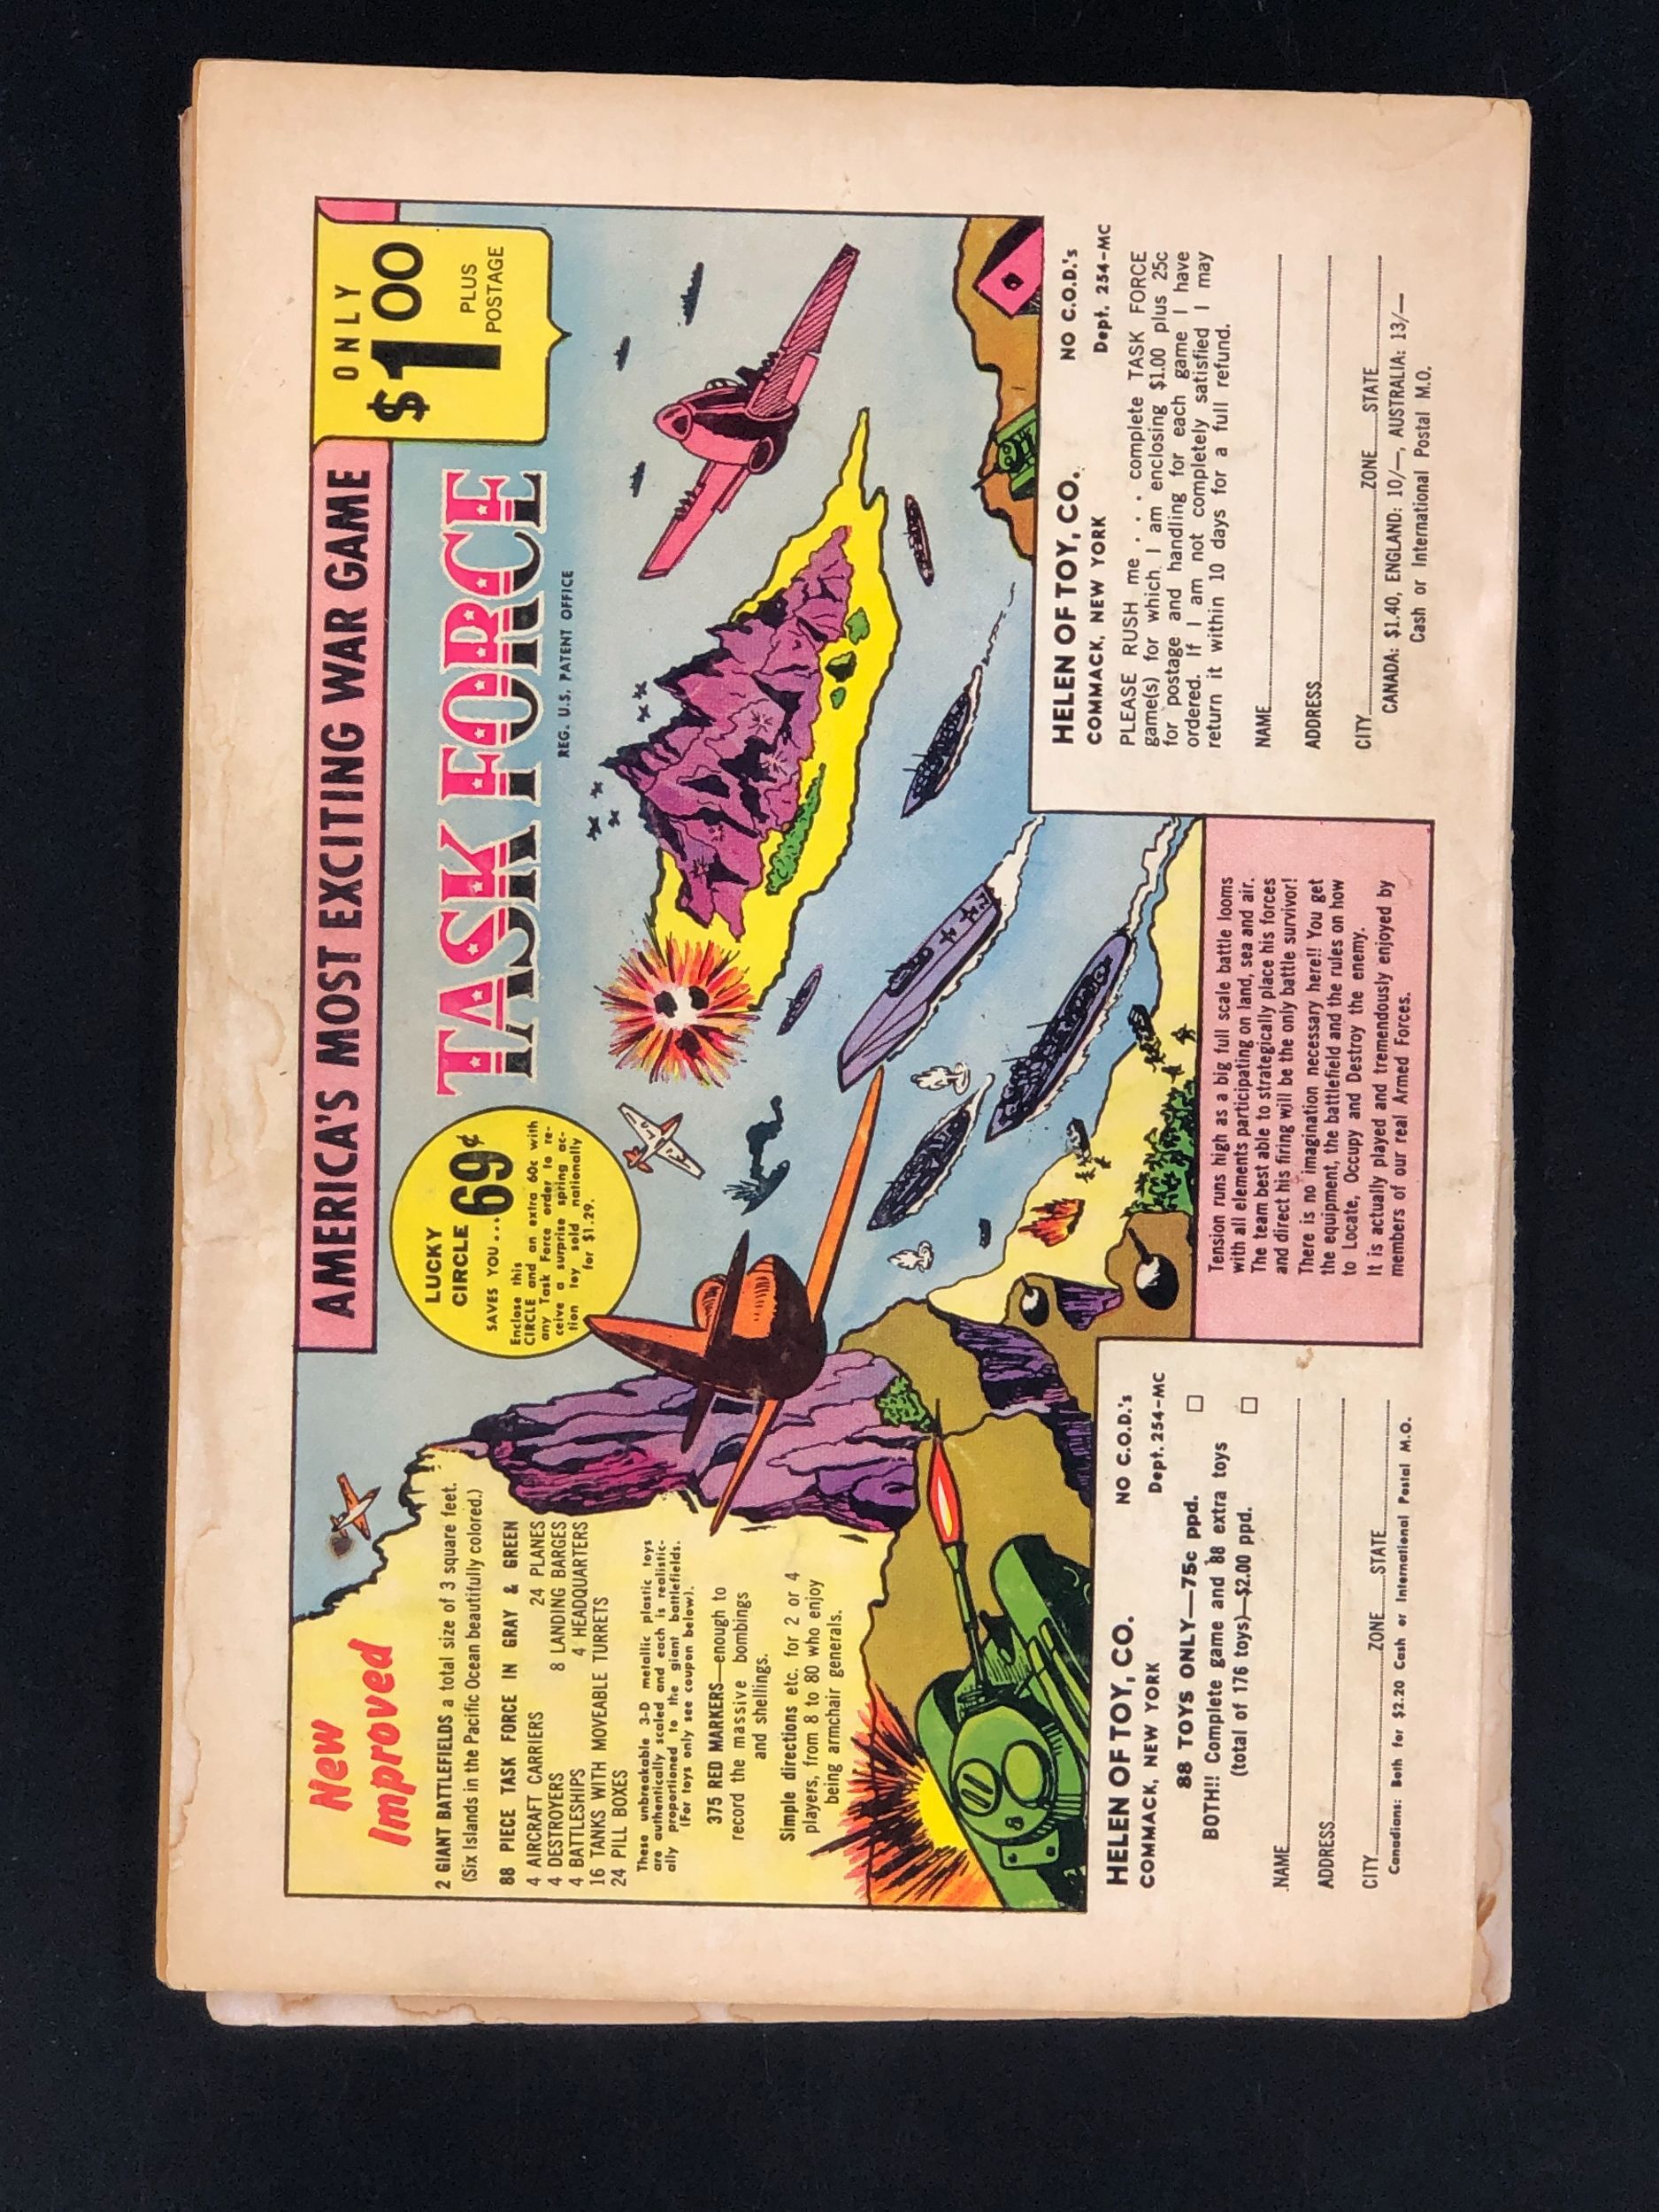 AMERICA'S MOST EXCITING WAR GAME
ONLY
$1.00
PLUS
POSTAGE
TASK FORCE
REG. U.S. PATENT OFFICE
LUCKY
CIRCLE
SAVES YOU...69¢
Enclose this
CIRCLE and an extra 60c with
any Task Force order to re-
ceive a surprise spring ac-
tion toy sold nationally
for $1.29.
New
Improved
2 GIANT BATTLEFIELDS a total size of 3 square feet.
(Six Islands in the Pacific Ocean beautifully colored.)
88 PIECE TASK FORCE IN GRAY & GREEN
4 AIRCRAFT CARRIERS 24 PLANES
4 DESTROYERS 8 LANDING BARGES
4 BATTLESHIPS 4 HEADQUARTERS
16 TANKS WITH MOVEABLE TURRETS
24 PILL BOXES
These unbreakable 3-D metallic plastic toys
are authentically scaled and each is realistic-
ally proportioned to the giant battlefields.
(For toys only see coupon below).
375 RED MARKERS—enough to
record the massive bombings
and shellings.
Simple directions etc. for 2 or 4
players, from 8 to 80 who enjoy
being armchair generals.
8
HELEN OF TOY, CO. NO C.O.D.'s
COMMACK, NEW YORK Dept. 254-MC
88 TOYS ONLY—75c ppd. □
BOTH!! Complete game and 88 extra toys
(total of 176 toys)—$2.00 ppd. □
NAME
ADDRESS
CITY ZONE STATE
Canadians: Both for $2.20 Cash or International Postal M.O.
Tension runs high as a big full scale battle looms
with all elements participating on land, sea and air.
The team best able to strategically place his forces
and direct his firing will be the only battle survivor!
There is no imagination necessary here!! You get
the equipment, the battlefield and the rules on how
to Locate, Occupy and Destroy the enemy.
It is actually played and tremendously enjoyed by
members of our real Armed Forces.
HELEN OF TOY, CO. NO C.O.D.'s
COMMACK, NEW YORK Dept. 254-MC
PLEASE RUSH me . . . complete TASK FORCE
game(s) for which I am enclosing $1.00 plus 25c
for postage and handling for each game I have
ordered. If I am not completely satisfied I may
return it within 10 days for a full refund.
NAME
ADDRESS
CITY ZONE STATE
CANADA: $1.40, ENGLAND: 10/—, AUSTRALIA: 13/—
Cash or International Postal M.O.